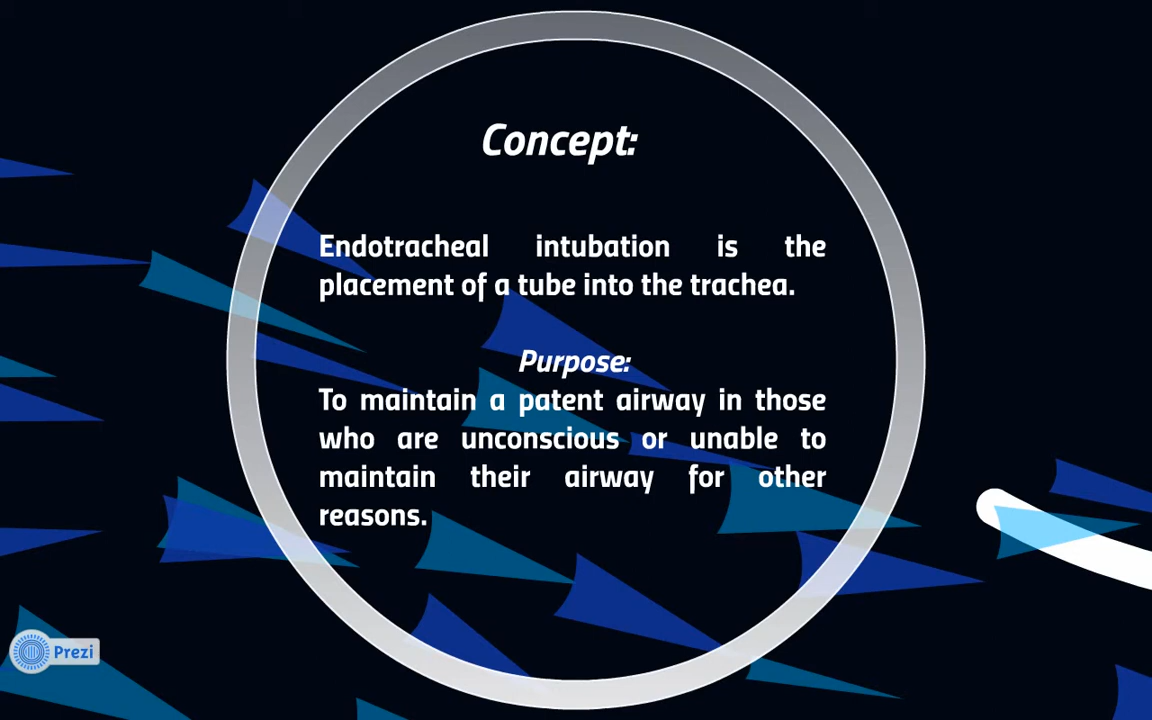 Concept:
Endotracheal intubation is the
placement of a tube into the trachea.
Purpose:
To maintain a patent airway in those
who are unconscious or unable to
maintain their airway for other
reasons.
Prezi